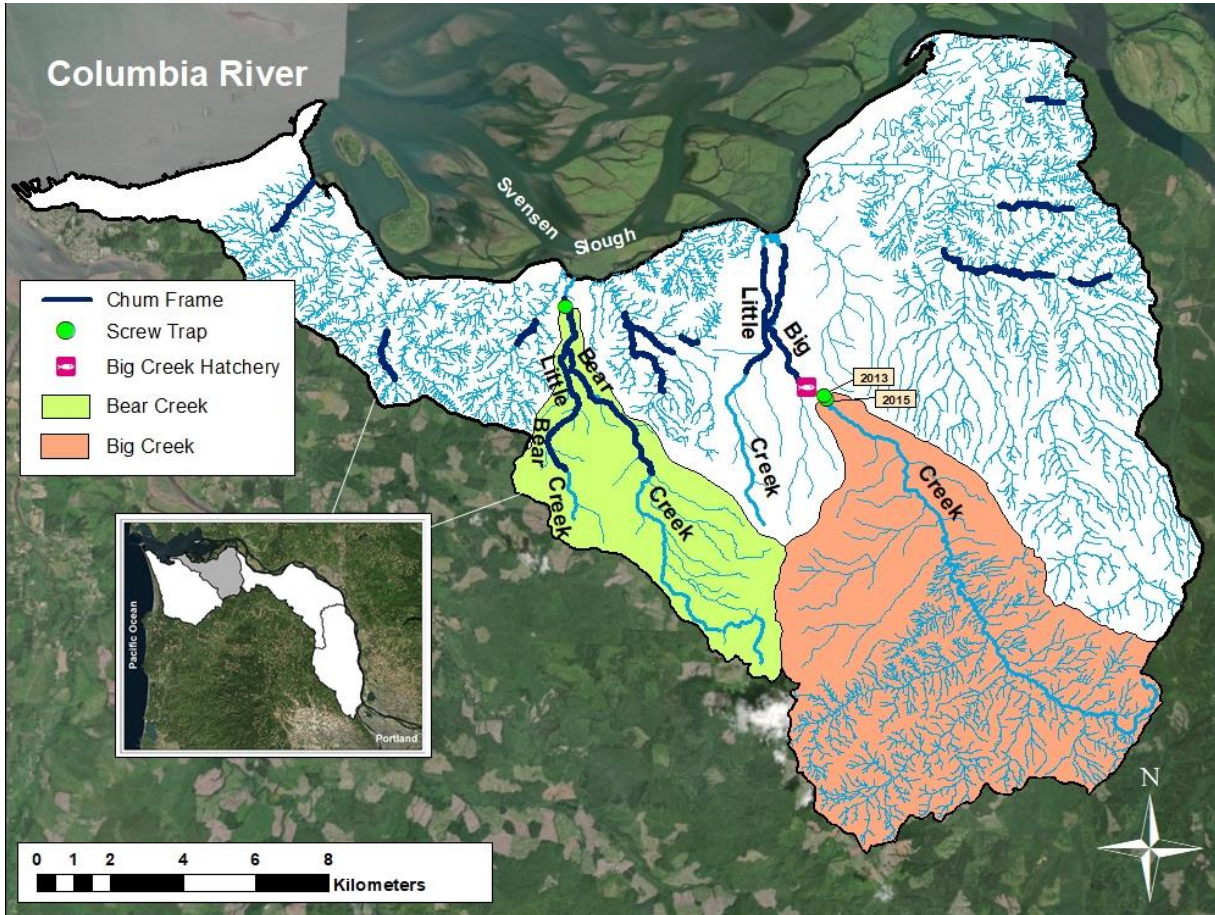 Columbia River
Svensen
Slough
Chum Frame
Screw Trap
Big Creek Hatchery
Bear Creek
Big Creek
Little
Bear
Creek
Bear
Creek
Little
Creek
Big
Creek
2013
2015
Pacific Ocean
Portland
N
0 1 2 4 6 8
Kilometers